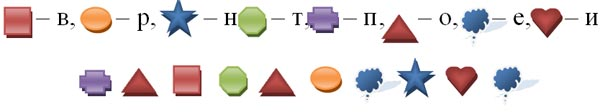 – в, – р, – н – т, – п, – о, – е, – и